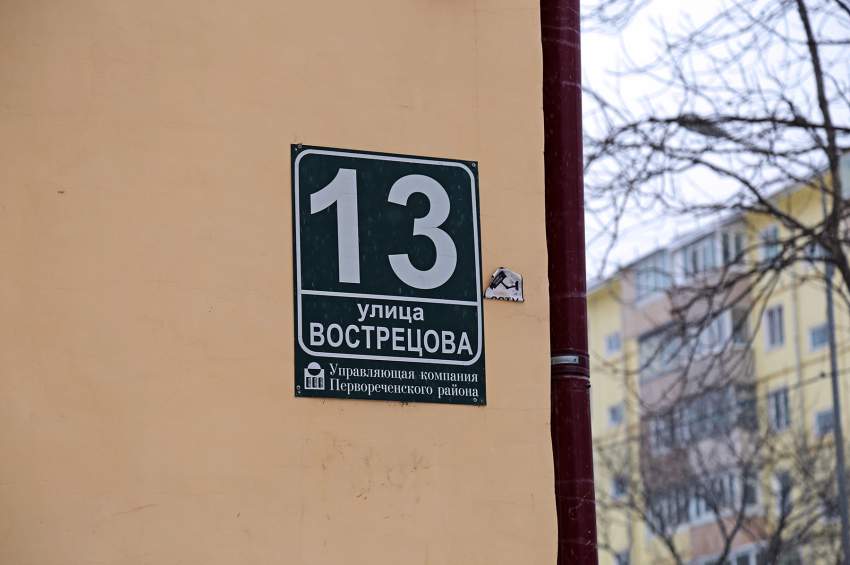 13
улица
ВОСТРЕЦОВА
Управляющая компания
Первореченского района